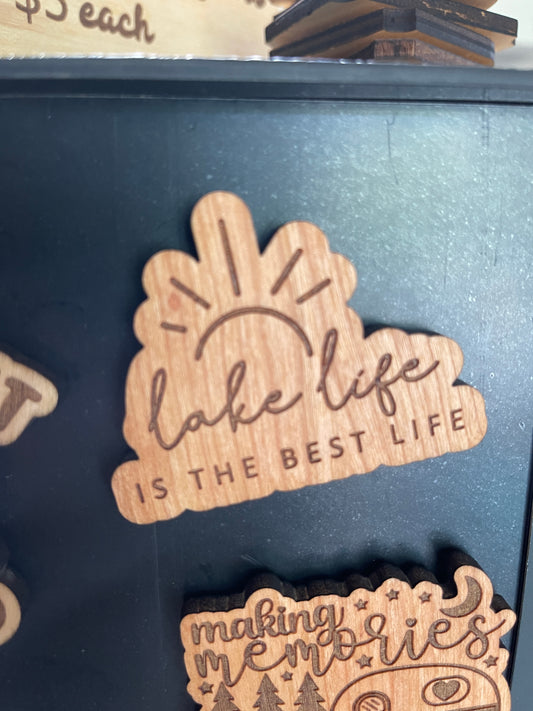 $5 each
lake life
IS THE BEST LIFE
making
memories